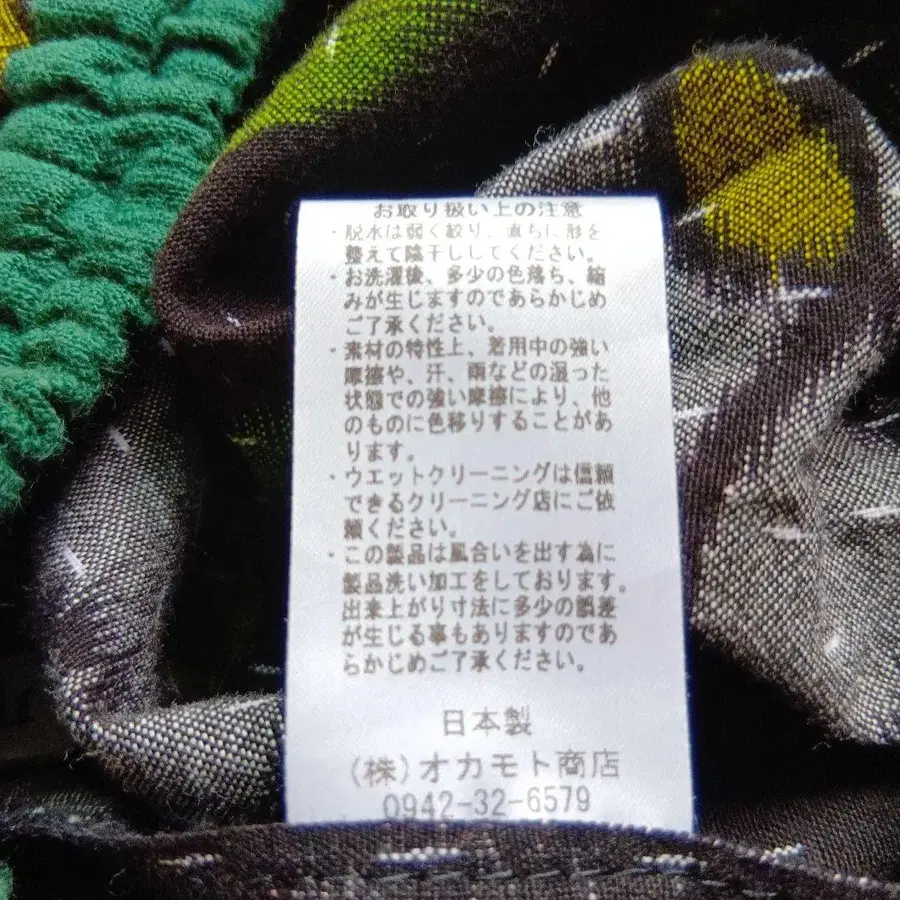 お取り扱い上の注意
・脱水は弱く絞り、直ちに形を
整えて陰干ししてください。
・お洗濯後、多少の色落ち、縮
みが生じますのであらかじめ
ご了承ください。
・素材の特性上、着用中の強い
摩擦や、汗、雨などの湿った
状態での強い摩擦により、他
のものに色移りすることがあ
ります。
・ウエットクリーニングは信頼
できるクリーニング店にご依
頼ください。
・この製品は風合いを出す為に
製品洗い加工をしております。
出来上がり寸法に多少の誤差
が生じる事もありますのであ
らかじめご了承ください。
日本製
(株)オカモト商店
0942-32-6579